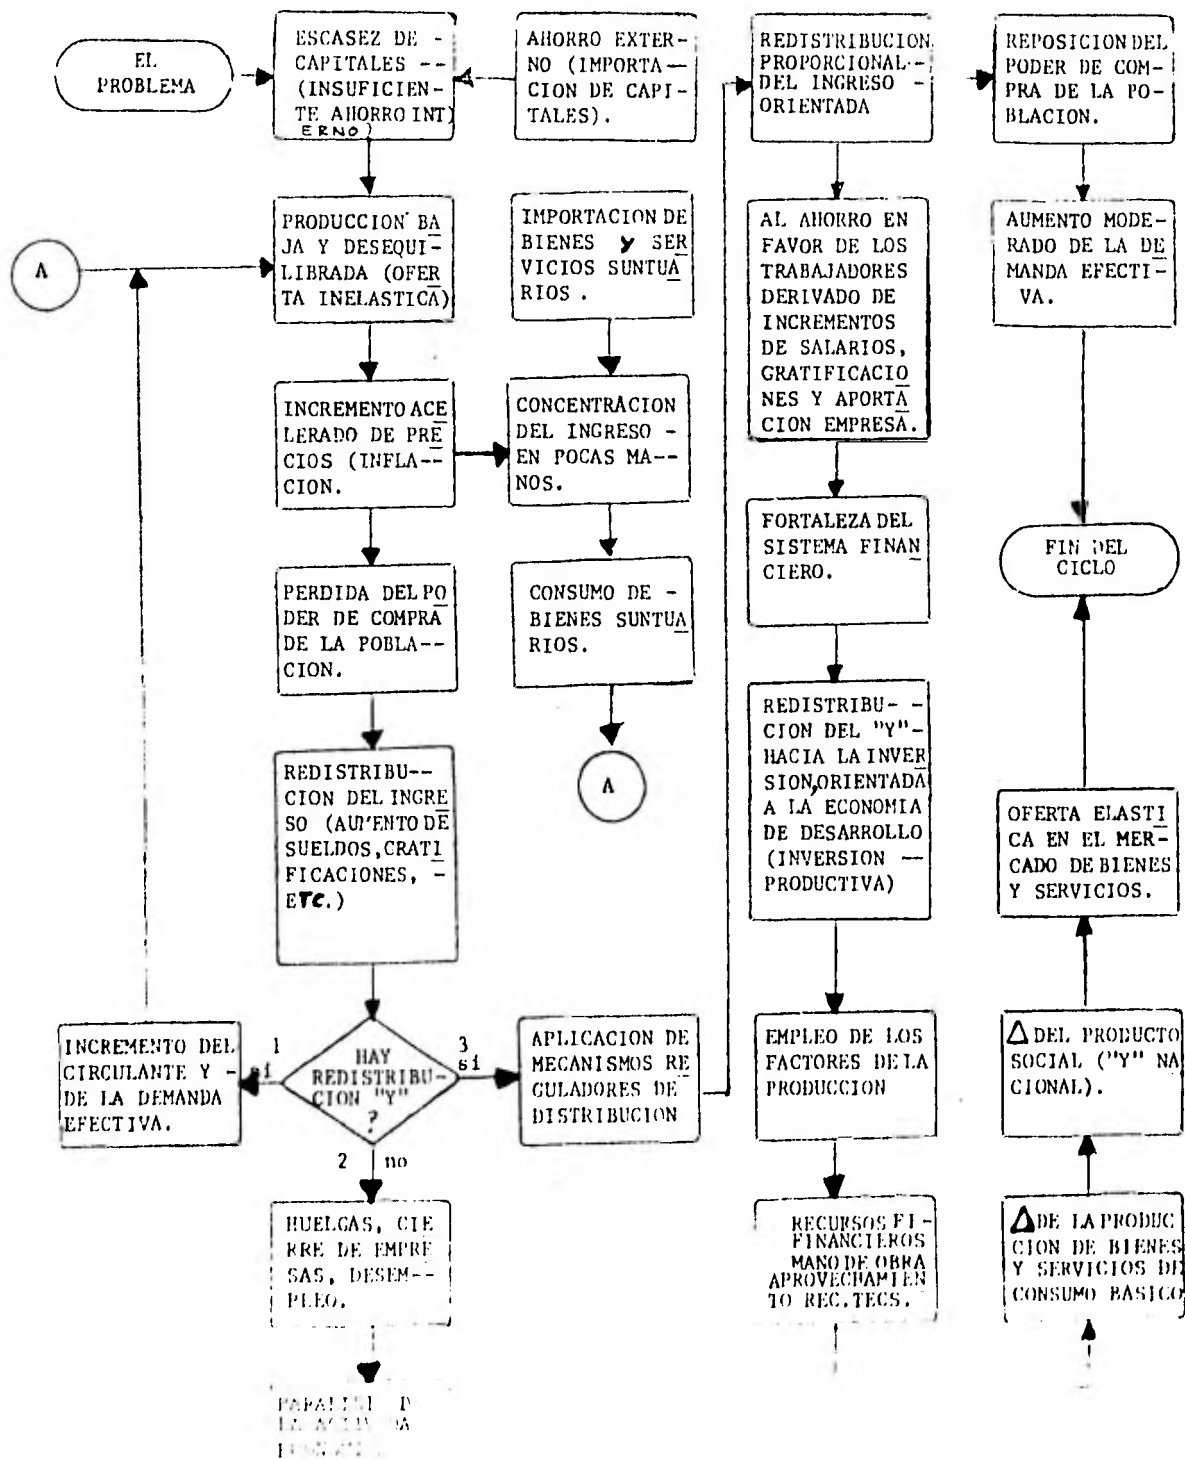 EL
PROBLEMA
ESCASEZ DE -
CAPITALES --
(INSUFICIEN-
TE AHORRO INT)
ERNO)
AHORRO EXTER-
NO (IMPORTA--
CION DE CAPI-
TALES).
REDISTRIBUCION
PROPORCIONAL--
DEL INGRESO -
ORIENTADA
REPOSICION DEL
PODER DE COM-
PRA DE LA PO-
BLACION.
A
PRODUCCION BA
JA Y DESEQUI-
LIBRADA (OFER
TA INELASTICA)
IMPORTACION DE
BIENES Y SER
VICIOS SUNTUA
RIOS .
AL AHORRO EN
FAVOR DE LOS
TRABAJADORES
DERIVADO DE
INCREMENTOS
DE SALARIOS,
GRATIFICACIO
NES Y APORTA
CION EMPRESA.
AUMENTO MODE-
RADO DE LA DE
MANDA EFECTI-
VA.
INCREMENTO ACE
LERADO DE PRE
CIOS (INFLA--
CION.
CONCENTRACION
DEL INGRESO -
EN POCAS MA--
NOS.
FORTALEZA DEL
SISTEMA FINAN
CIERO.
FIN DEL
CICLO
PERDIDA DEL PO
DER DE COMPRA
DE LA POBLA--
CION.
CONSUMO DE -
BIENES SUNTUA
RIOS.
A
REDISTRIBU- -
CION DEL "Y"-
HACIA LA INVER
SION,ORIENTADA
A LA ECONOMIA
DE DESARROLLO
(INVERSION --
PRODUCTIVA)
REDISTRIBU--
CION DEL INGRE
SO (AUMENTO DE
SUELDOS, CRATI
FICACIONES, -
ETC.)
OFERTA ELASTI
CA EN EL MER-
CADO DE BIENES
Y SERVICIOS.
INCREMENTO DEL
CIRCULANTE Y -
DE LA DEMANDA
EFECTIVA.
1
si
HAY
REDISTRIBU-
CION "Y"
?
3
si
2 no
APLICACION DE
MECANISMOS RE
GULADORES DE
DISTRIBUCION
EMPLEO DE LOS
FACTORES DE LA
PRODUCCION
Δ DEL PRODUCTO
SOCIAL ("Y" NA
CIONAL).
HUELGAS, CIE
RRE DE EMPRE
SAS, DESEM--
PLEO.
RECURSOS FI-
FINANCIEROS
MANO DE OBRA
APROVECHAMIEN
TO REC.TECS.
Δ DE LA PRODUC
CION DE BIENES
Y SERVICIOS DE
CONSUMO BASICO